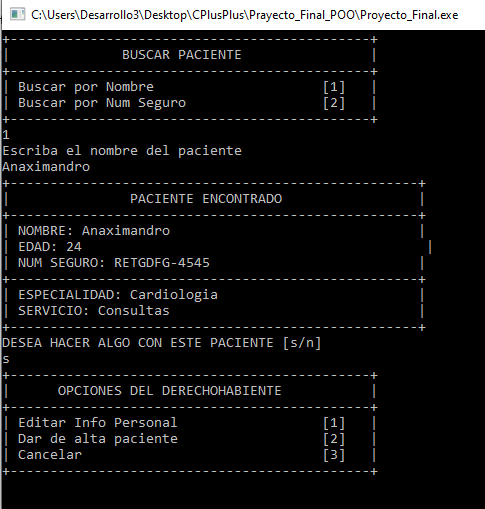 C:\Users\Desarrollo3\Desktop\CPlusPlus\Prayecto_Final_POO\Proyecto_Final.exe
+----------------------------------------------+
|              BUSCAR PACIENTE                |
+----------------------------------------------+
| Buscar por Nombre                     [1]   |
| Buscar por Num Seguro                 [2]   |
+----------------------------------------------+
1
Escriba el nombre del paciente
Anaximandro
+---------------------------------------------------+
|               PACIENTE ENCONTRADO                 |
+---------------------------------------------------+
| NOMBRE: Anaximandro                               |
| EDAD: 24                                           |
| NUM SEGURO: RETGDFG-4545                          |
+---------------------------------------------------+
| ESPECIALIDAD: Cardiologia                         |
| SERVICIO: Consultas                               |
+---------------------------------------------------+
DESEA HACER ALGO CON ESTE PACIENTE [s/n]
s
+----------------------------------------------+
|      OPCIONES DEL DERECHOHABIENTE           |
+----------------------------------------------+
| Editar Info Personal                  [1]   |
| Dar de alta paciente                  [2]   |
| Cancelar                              [3]   |
+----------------------------------------------+